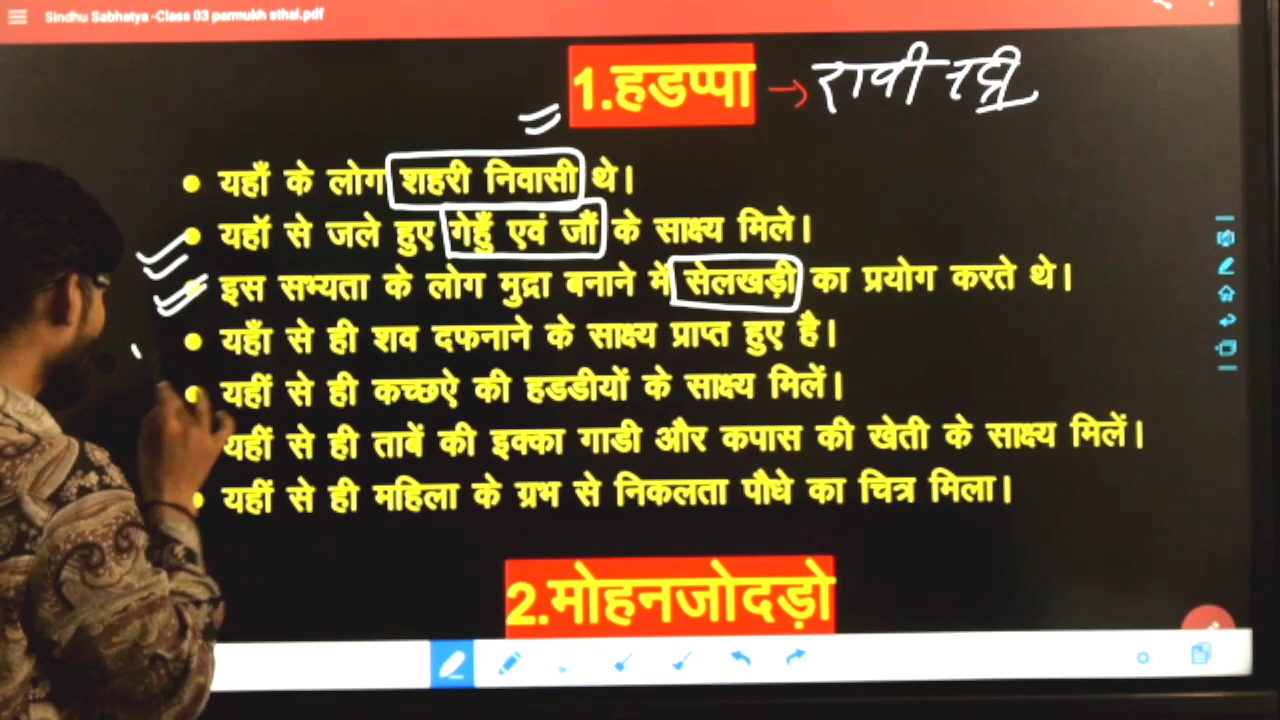 Sindhu Sabhatya -Class 03 parmukh sthal.pdf
1.हडप्पा → रावी नदी
यहाँ के लोग शहरी निवासी थे।
यहॉ से जले हुए गेहुँ एवं जौं के साक्ष्य मिले।
इस सभ्यता के लोग मुद्रा बनाने में सेलखड़ी का प्रयोग करते थे।
यहाँ से ही शव दफनाने के साक्ष्य प्राप्त हुए है।
यहीं से ही कच्छऐ की हडडीयों के साक्ष्य मिलें।
यहीं से ही ताबें की इक्का गाडी और कपास की खेती के साक्ष्य मिलें।
यहीं से ही महिला के ग्रभ से निकलता पौधे का चित्र मिला।
2.मोहनजोदड़ो